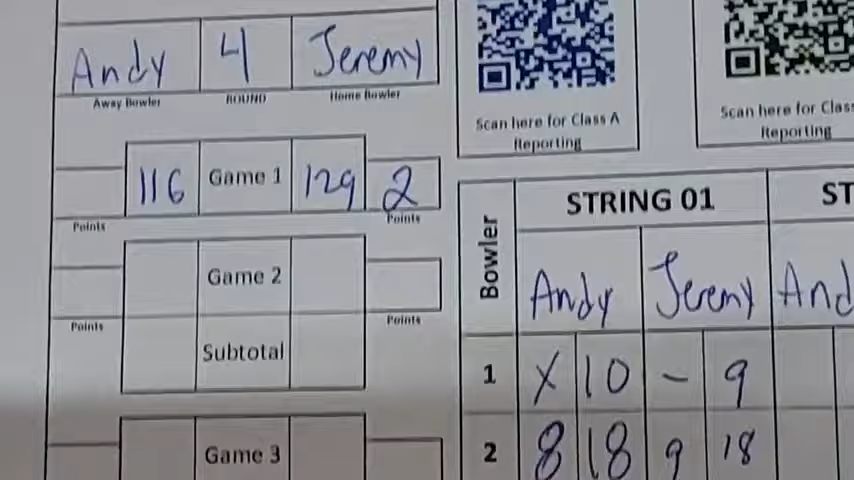 Andy 4 Jeremy
Away Bowler ROUND Home Bowler
116 Game 1 129 2
Points Points
Game 2
Points Points
Subtotal
Game 3
Scan here for Class A
Reporting
Scan here for Class
Reporting
Bowler STRING 01 ST
Andy Jeremy And
1 X 10 - 9
2 8 18 9 18